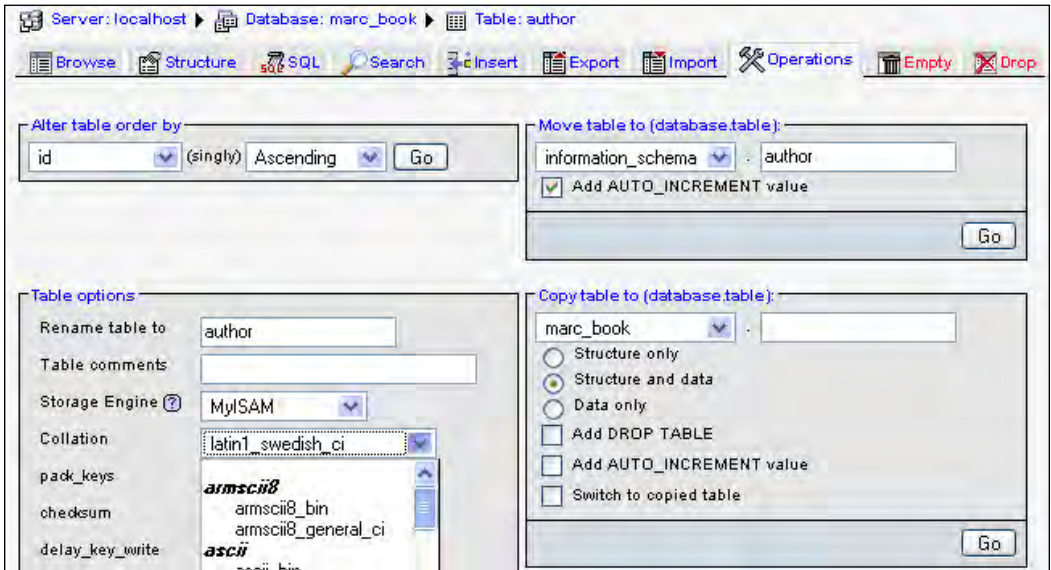 Server: localhost Database: marc_book Table: author
Browse Structure SQL Search Insert Export Import Operations Empty Drop
Alter table order by
id (singly) Ascending Go
Move table to (database.table):
information_schema . author
Add AUTO_INCREMENT value
Go
Table options
Rename table to author
Table comments
Storage Engine ? MyISAM
Collation latin1_swedish_ci
pack_keys
checksum
delay_key_write
armscii8
armscii8_bin
armscii8_general_ci
ascii
ascii_bin
Copy table to (database.table):
marc_book .
Structure only
Structure and data
Data only
Add DROP TABLE
Add AUTO_INCREMENT value
Switch to copied table
Go